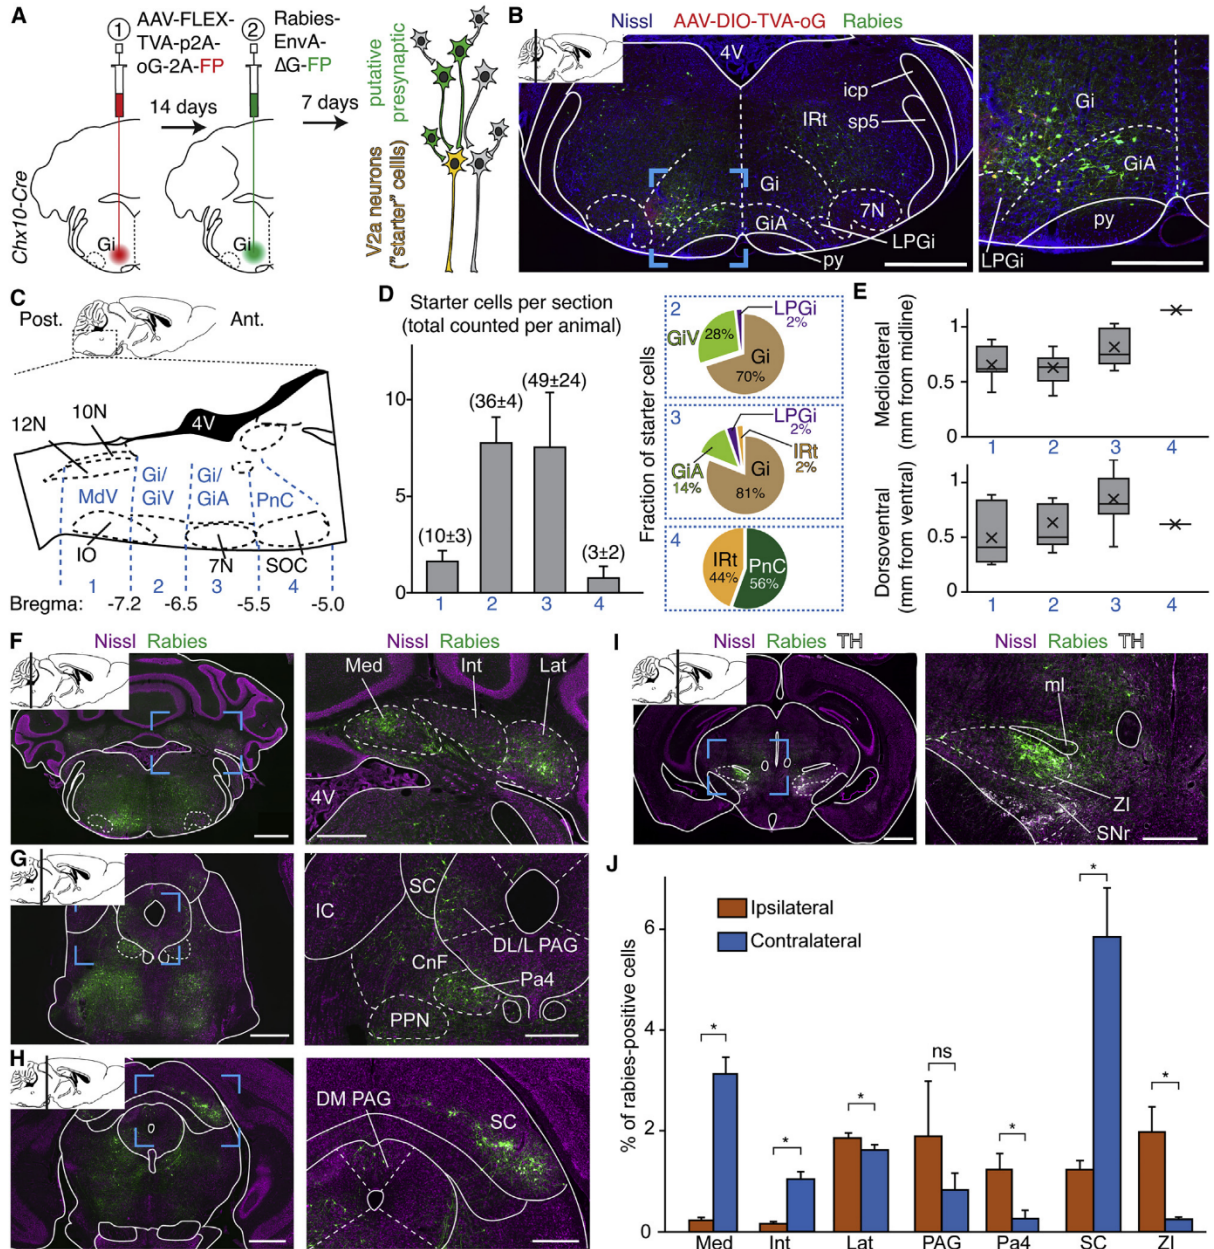 A
1
AAV-FLEX-
TVA-p2A-
oG-2A-FP
2
Rabies-
EnvA-
ΔG-FP
14 days
7 days
Chx10-Cre
Gi
Gi
putative
presynaptic
V2a neurons
("starter" cellls)
B
Nissl AAV-DIO-TVA-oG Rabies
4V
icp
IRt
sp5
Gi
GiA
7N
LPGi
py
Gi
GiA
py
LPGi
C
Post.
Ant.
12N
10N
4V
Gi/
GiV
Gi/
GiA
MdV
PnC
IO
7N
SOC
1 2 3 4
Bregma: -7.2 -6.5 -5.5 -5.0
D
Starter cells per section
(total counted per animal)
10
5
0
(10±3)
(36±4)
(49±24)
(3±2)
1 2 3 4
Fraction of starter cells
2
LPGi
2%
GiV
28%
Gi
70%
3
LPGi
2%
IRt
2%
GiA
14%
Gi
81%
4
IRt
44%
PnC
56%
E
Mediolateral
(mm from midline)
1
0.5
0
1 2 3 4
Dorsoventral
(mm from ventral)
1
0.5
0
1 2 3 4
F
Nissl Rabies
Nissl Rabies
Med
Int
Lat
4V
G
SC
IC
DL/L PAG
CnF
Pa4
PPN
H
DM PAG
SC
I
Nissl Rabies TH
Nissl Rabies TH
ml
ZI
SNr
J
% of rabies-positive cells
6
4
2
0
Ipsilateral
Contralateral
*
*
*
ns
*
*
*
Med Int Lat PAG Pa4 SC ZI